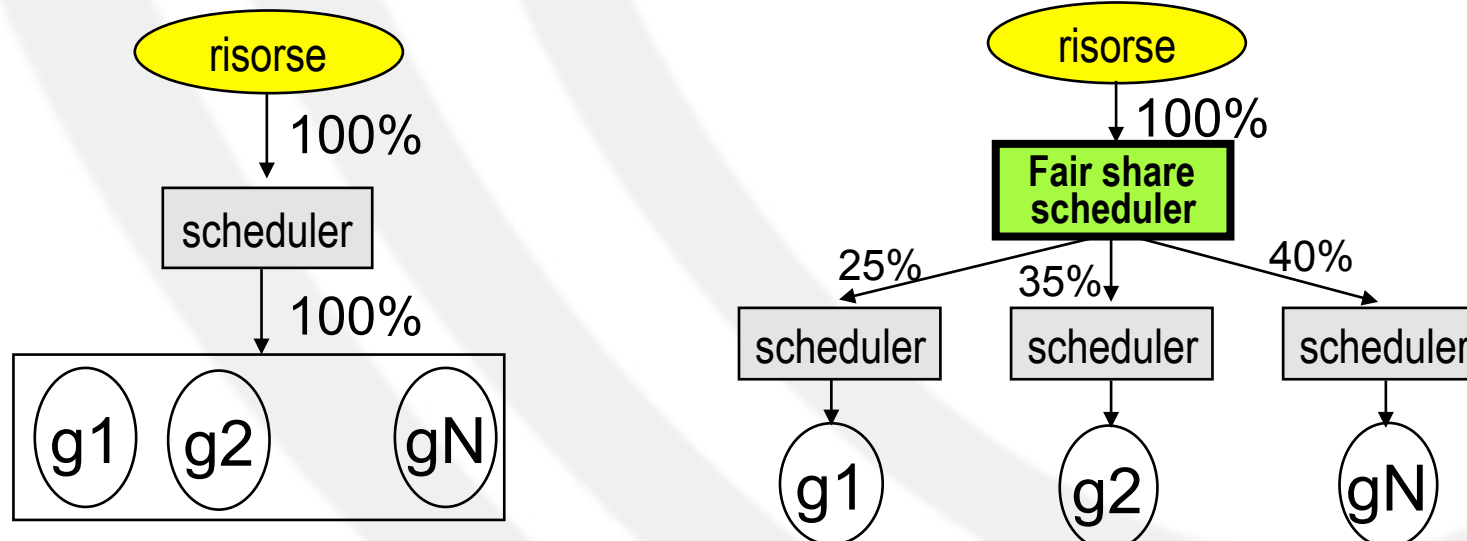 risorse
100%
scheduler
100%
g1 g2 gN
risorse
100%
Fair share
scheduler
25% 35% 40%
scheduler scheduler scheduler
g1 g2 gN